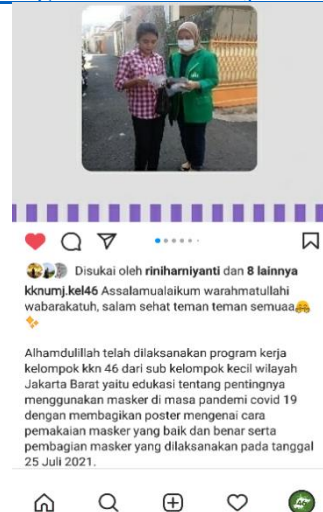 Disukai oleh riniharniyanti dan 8 lainnya
kknumj.kel46 Assalamualaikum warahmatullahi
wabarakatuh, salam sehat teman teman semuaa
Alhamdulillah telah dilaksanakan program kerja
kelompok kkn 46 dari sub kelompok kecil wilayah
Jakarta Barat yaitu edukasi tentang pentingnya
menggunakan masker di masa pandemi covid 19
dengan membagikan poster mengenai cara
pemakaian masker yang baik dan benar serta
pembagian masker yang dilaksanakan pada tanggal
25 Juli 2021.